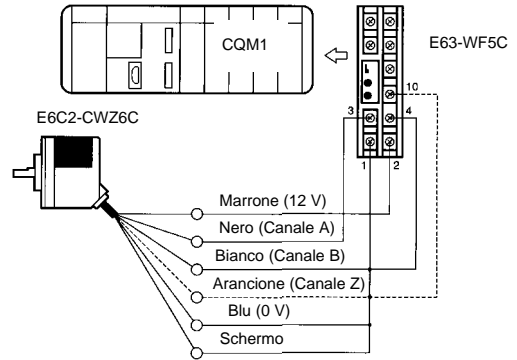 CQM1
E63-WF5C
10
3
4
E6C2-CWZ6C
1
2
Marrone (12 V)
Nero (Canale A)
Bianco (Canale B)
Arancione (Canale Z)
Blu (0 V)
Schermo